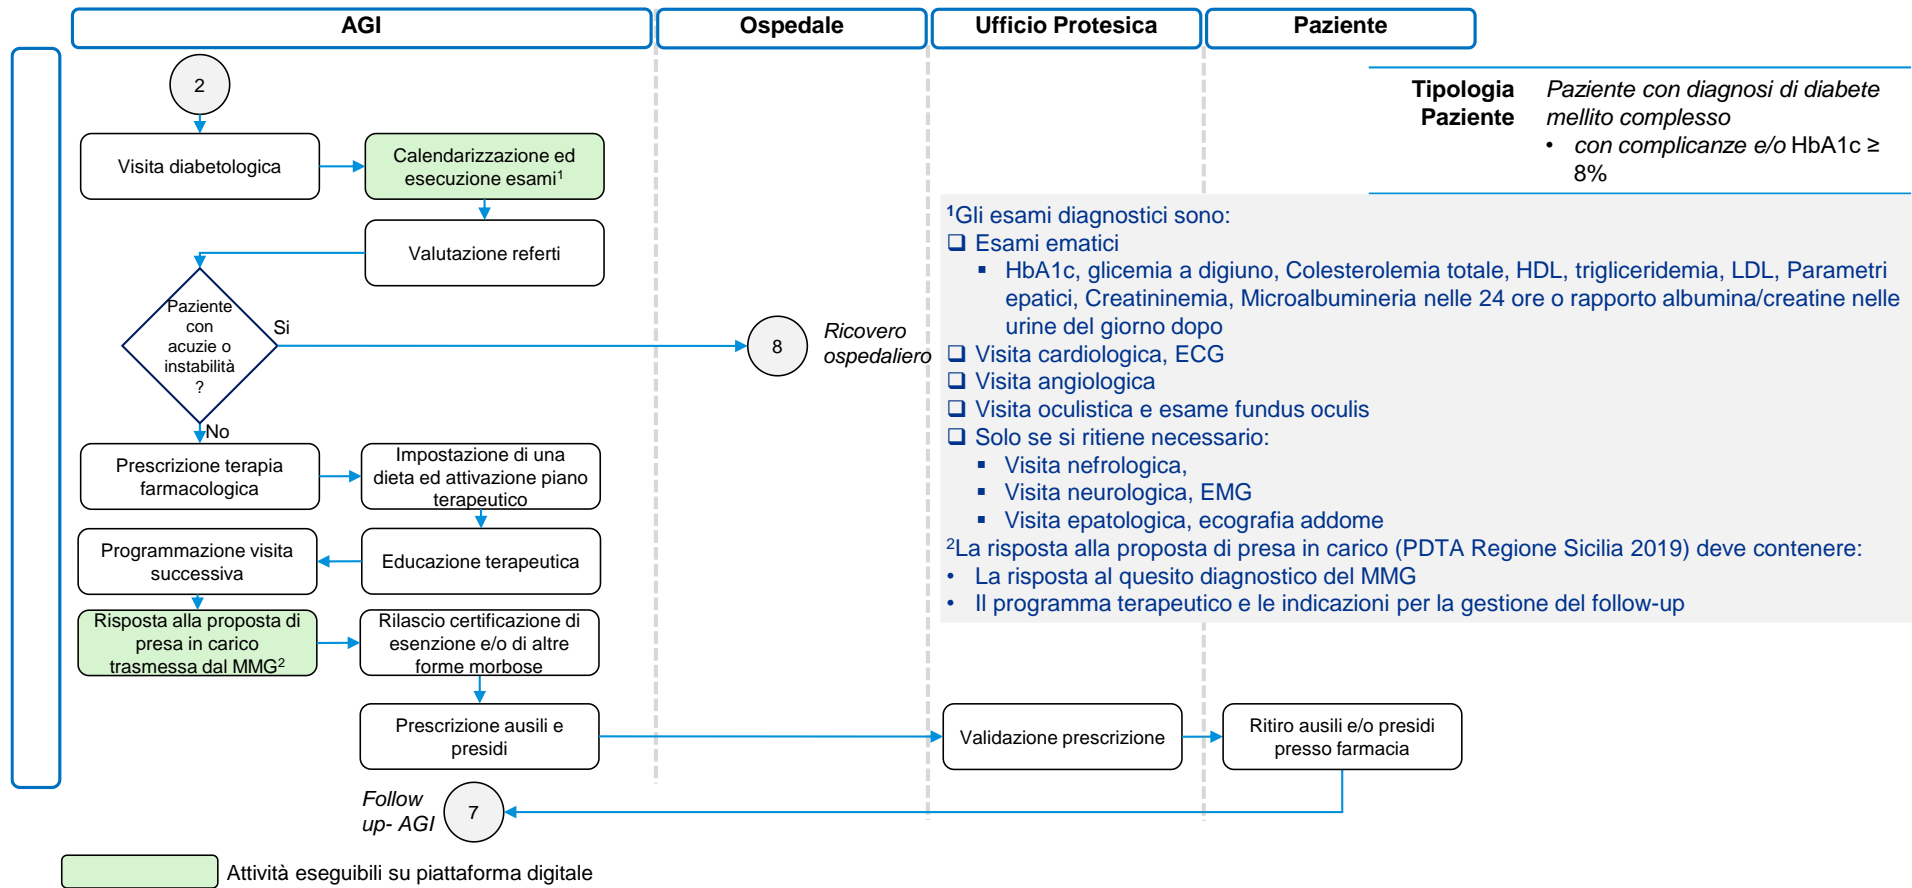 AGI
Ospedale
Ufficio Protesica
Paziente
2
Tipologia
Paziente
Paziente con diagnosi di diabete
mellito complesso
• con complicanze e/o HbA1c ≥
8%
Visita diabetologica
Calendarizzazione ed
esecuzione esami¹
Valutazione referti
Paziente
con
acuzie o
instabilità
?
Si
8
Ricovero
ospedaliero
No
Prescrizione terapia
farmacologica
Impostazione di una
dieta ed attivazione piano
terapeutico
Programmazione visita
successiva
Educazione terapeutica
Risposta alla proposta di
presa in carico
trasmessa dal MMG²
Rilascio certificazione di
esenzione e/o di altre
forme morbose
Prescrizione ausili e
presidi
Validazione prescrizione
Ritiro ausili e/o presidi
presso farmacia
Follow
up- AGI
7
¹Gli esami diagnostici sono:
❑ Esami ematici
▪ HbA1c, glicemia a digiuno, Colesterolemia totale, HDL, trigliceridemia, LDL, Parametri
epatici, Creatininemia, Microalbumineria nelle 24 ore o rapporto albumina/creatine nelle
urine del giorno dopo
❑ Visita cardiologica, ECG
❑ Visita angiologica
❑ Visita oculistica e esame fundus oculis
❑ Solo se si ritiene necessario:
▪ Visita nefrologica,
▪ Visita neurologica, EMG
▪ Visita epatologica, ecografia addome
²La risposta alla proposta di presa in carico (PDTA Regione Sicilia 2019) deve contenere:
• La risposta al quesito diagnostico del MMG
• Il programma terapeutico e le indicazioni per la gestione del follow-up
Attività eseguibili su piattaforma digitale